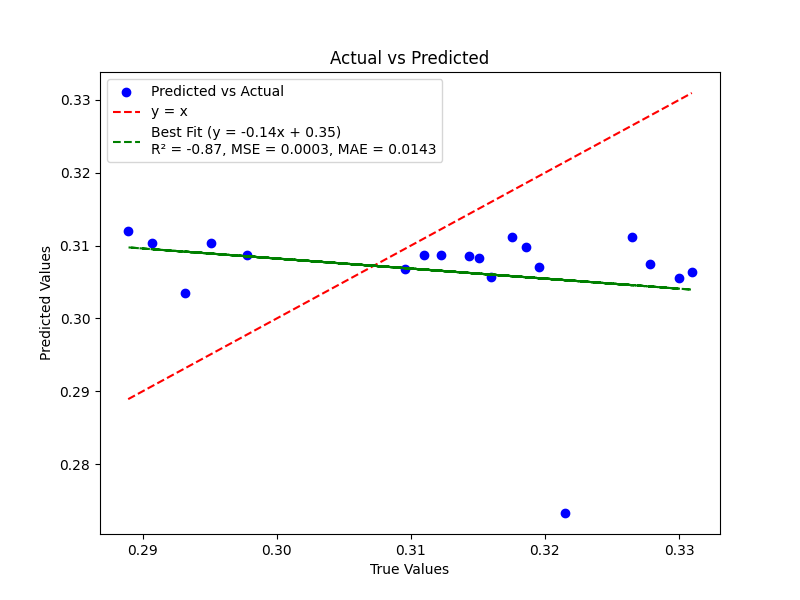 Actual vs Predicted
Predicted vs Actual
y = x
Best Fit (y = -0.14x + 0.35)
R² = -0.87, MSE = 0.0003, MAE = 0.0143
0.33
0.32
0.31
0.30
0.29
0.28
Predicted Values
0.29 0.30 0.31 0.32 0.33
True Values